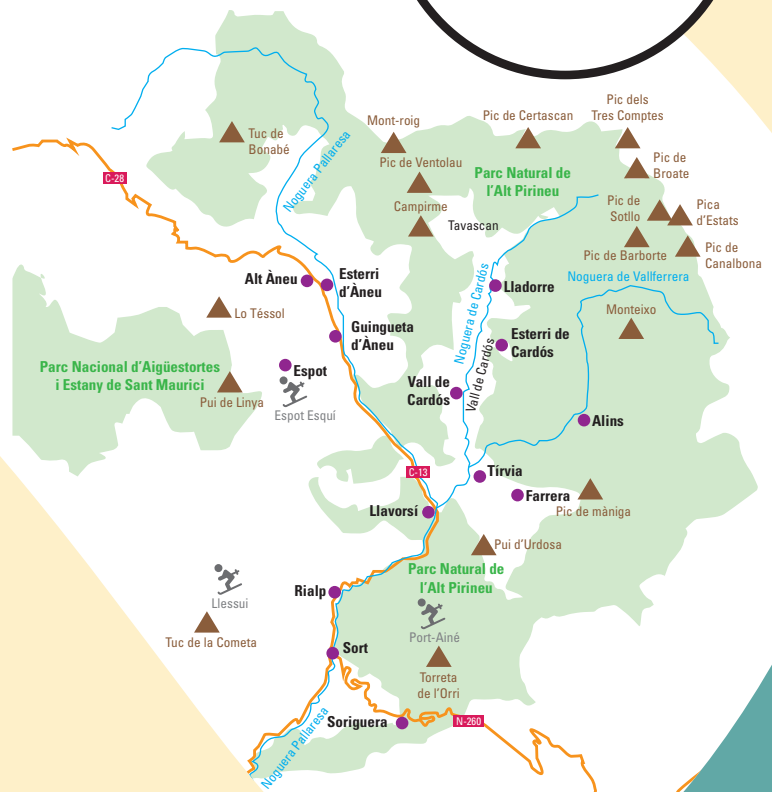 Pic dels
Tres Comptes
Mont-roig
Pic de Certascan
Tuc de
Bonabé
Noguera Pallaresa
Pic de Ventolau
Parc Natural de
l'Alt Pirineu
Pic de
Broate
C-28
Campirme
Tavascan
Pic de
Sotllo
Pica
d'Estats
Pic de Barborte
Pic de
Canalbona
Noguera de Vallferrera
Alt Àneu
Esterri
d'Àneu
Lladorre
Noguera de Cardós
Lo Téssol
Monteixo
Guingueta
d'Àneu
Esterri de
Cardós
Parc Nacional d'Aigüestortes
i Estany de Sant Maurici
Espot
Pui de Linya
Espot Esquí
Vall de
Cardós
Vall de Cardós
Alins
C-13
Tírvia
Farrera
Llavorsí
Pic de màniga
Pui d'Urdosa
Parc Natural de
l'Alt Pirineu
Rialp
Llessui
Port-Ainé
Tuc de la Cometa
Sort
Torreta
de l'Orri
Noguera Pallaresa
Soriguera
N-260